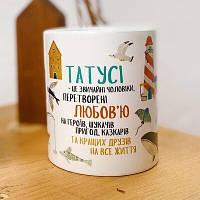 ТАТУСІ
- ЦЕ ЗВИЧАЙНІ ЧОЛОВІКИ,
ПЕРЕТВОРЕНІ
ЛЮБОВ'Ю
НА ГЕРОЇВ, ШУКАЧІВ
ПРИГОД, КАЗКАРІВ
ТА КРАЩИХ ДРУЗІВ
НА ВСЕ ЖИТТЯ